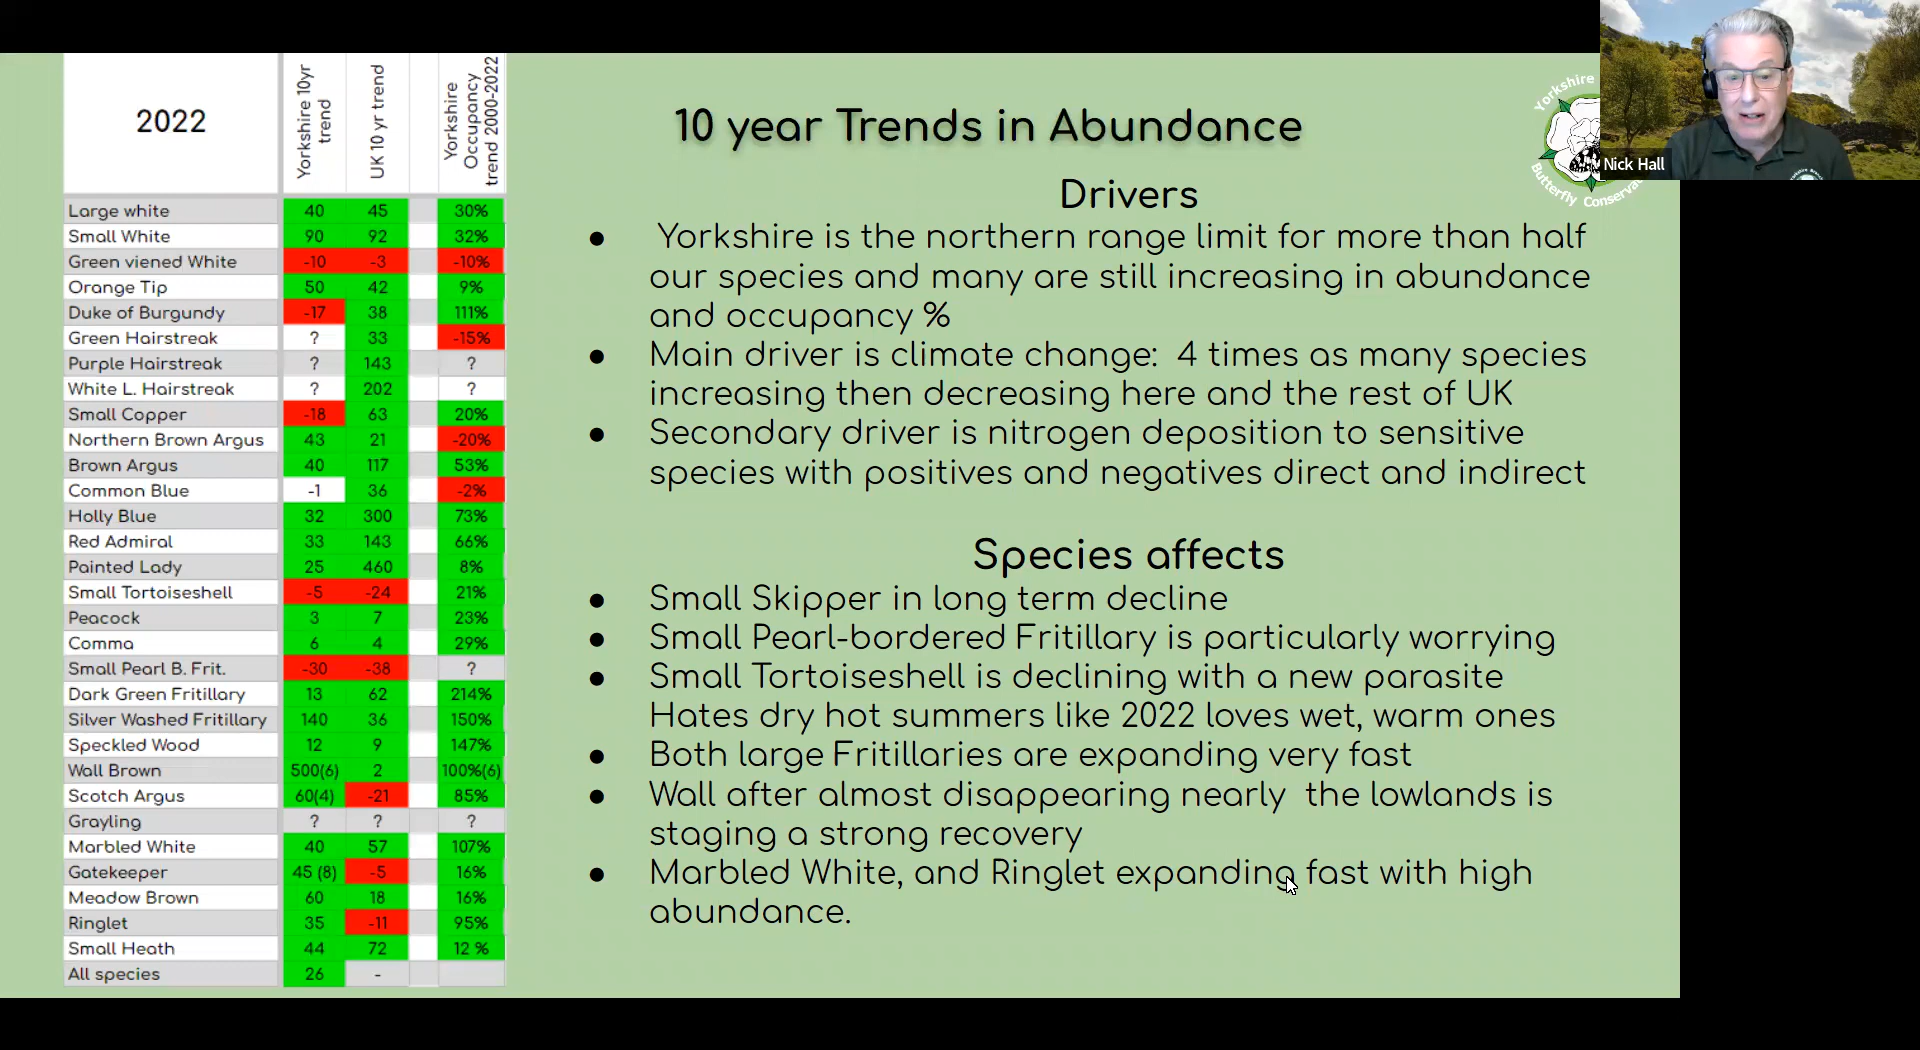 2022
Yorkshire 10yr trend
UK 10 yr trend
Yorkshire Occupancy trend 2000-2022
Large white 40 45 30%
Small White 90 92 32%
Green viened White -10 -3 -10%
Orange Tip 50 42 9%
Duke of Burgundy -17 38 111%
Green Hairstreak ? 33 -15%
Purple Hairstreak ? 143 ?
White L. Hairstreak ? 202 ?
Small Copper -18 63 20%
Northern Brown Argus 43 21 -20%
Brown Argus 40 117 53%
Common Blue -1 36 -2%
Holly Blue 32 300 73%
Red Admiral 33 143 66%
Painted Lady 25 460 8%
Small Tortoiseshell -5 -24 21%
Peacock 3 7 23%
Comma 6 4 29%
Small Pearl B. Frit. -30 -38 ?
Dark Green Fritillary 13 62 214%
Silver Washed Fritillary 140 36 150%
Speckled Wood 12 9 147%
Wall Brown 500(6) 2 100%(6)
Scotch Argus 60(4) -21 85%
Grayling ? ? ?
Marbled White 40 57 107%
Gatekeeper 45 (8) -5 16%
Meadow Brown 60 18 16%
Ringlet 35 -11 95%
Small Heath 44 72 12 %
All species 26 -
10 year Trends in Abundance
Drivers
● Yorkshire is the northern range limit for more than half
our species and many are still increasing in abundance
and occupancy %
● Main driver is climate change: 4 times as many species
increasing then decreasing here and the rest of UK
● Secondary driver is nitrogen deposition to sensitive
species with positives and negatives direct and indirect
Species affects
● Small Skipper in long term decline
● Small Pearl-bordered Fritillary is particularly worrying
● Small Tortoiseshell is declining with a new parasite
Hates dry hot summers like 2022 loves wet, warm ones
● Both large Fritillaries are expanding very fast
● Wall after almost disappearing nearly the lowlands is
staging a strong recovery
● Marbled White, and Ringlet expanding fast with high
abundance.
Yorkshire
Butterfly Conserva
Nick Hall